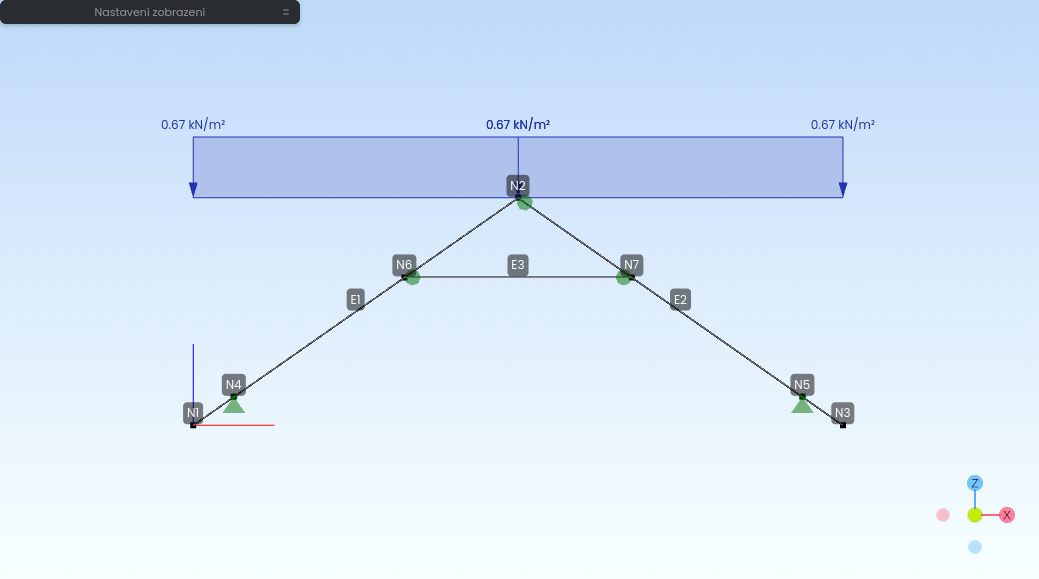 Nastavení zobrazení
0.67 kN/m²
0.67 kN/m²
0.67 kN/m²
N2
N6
E3
N7
E1
E2
N4
N5
N1
N3
Z
X